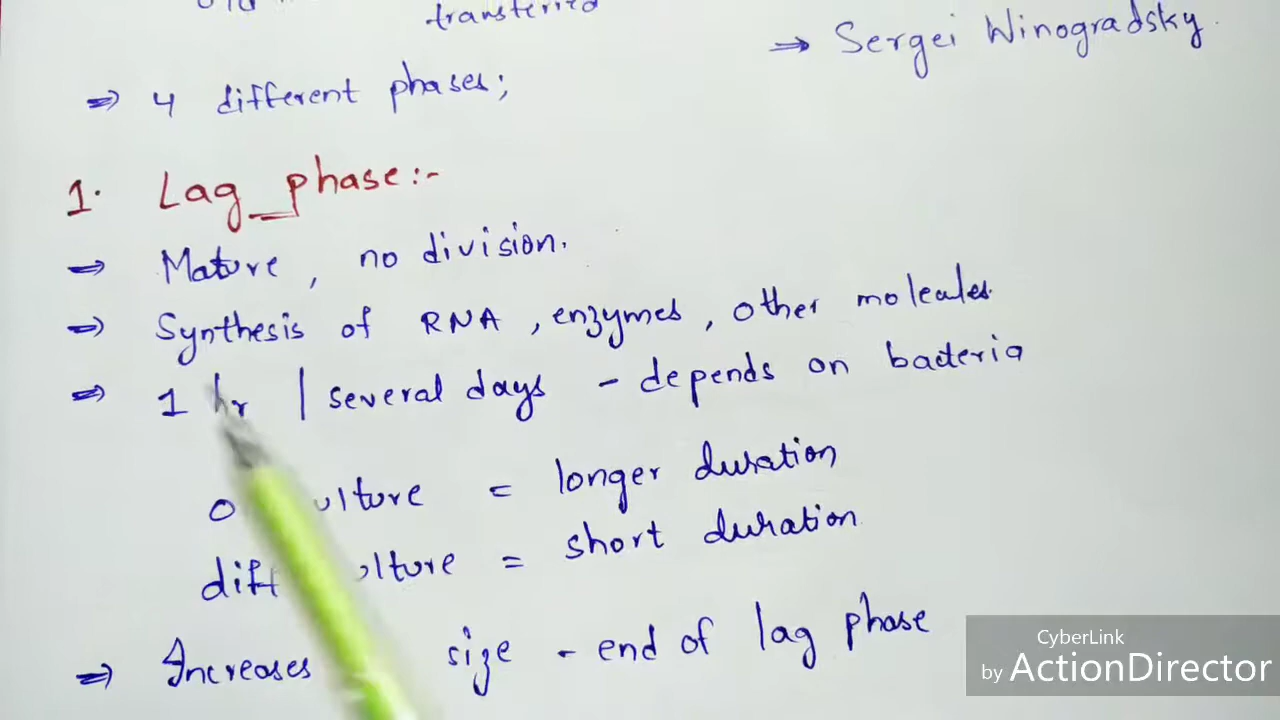 transferred
⇒ Sergei Winogradsky.
⇒ 4 different phases;
1. Lag phase:-
⇒ Mature, no division.
⇒ Synthesis of RNA, enzymes, other molecules.
⇒ 1 hr | several days - depends on bacteria
= longer duration
= short duration
⇒ Increases size - end of lag phase
CyberLink
by ActionDirector